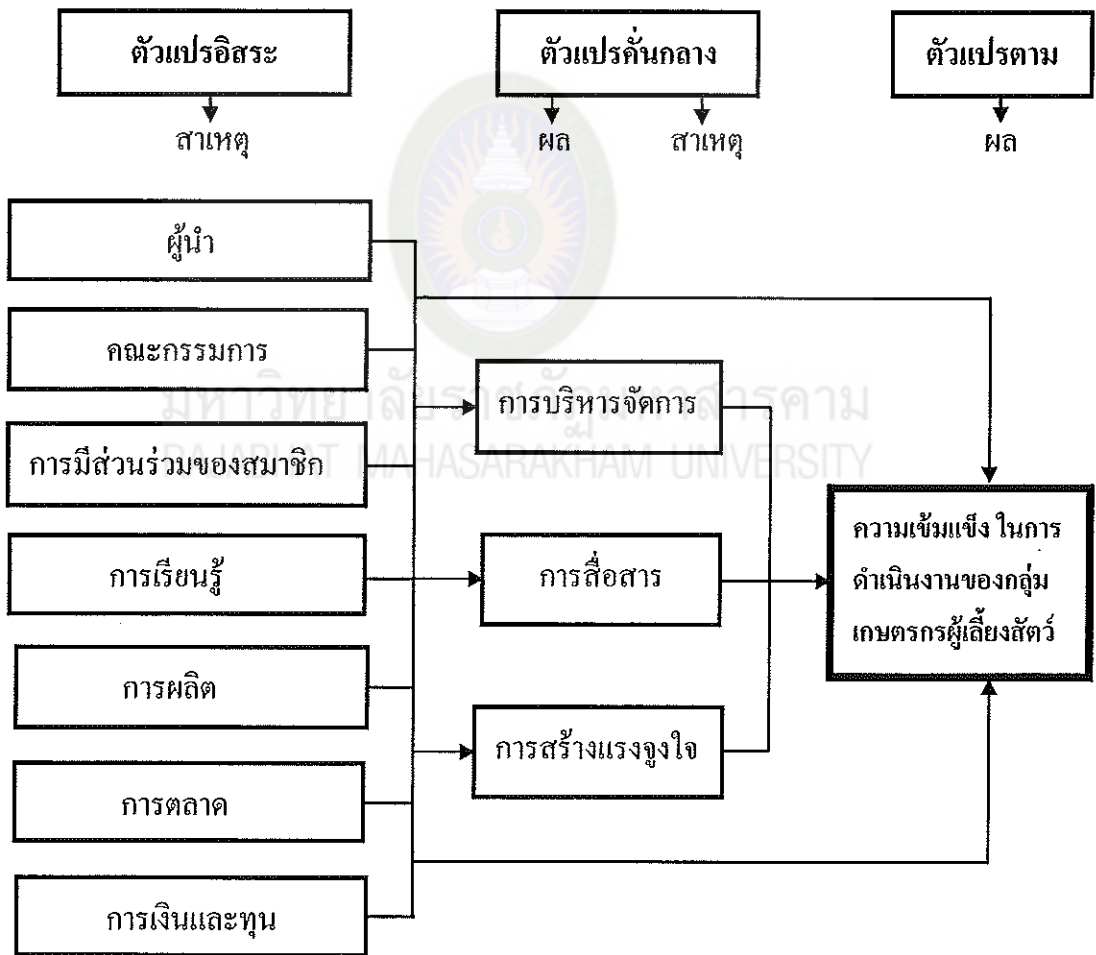 ตัวแปรอิสระ
ตัวแปรคั่นกลาง
ตัวแปรตาม
สาเหตุ
ผล
สาเหตุ
ผล
ผู้นำ
คณะกรรมการ
การมีส่วนร่วมของสมาชิก
การเรียนรู้
การผลิต
การตลาด
การเงินและทุน
การบริหารจัดการ
การสื่อสาร
การสร้างแรงจูงใจ
ความเข้มแข็ง ในการ
ดำเนินงานของกลุ่ม
เกษตรกรผู้เลี้ยงสัตว์
มหาวิทยาลัยราชภัฏมหาสารคาม
RAJABHAT MAHASARAKHAM UNIVERSITY